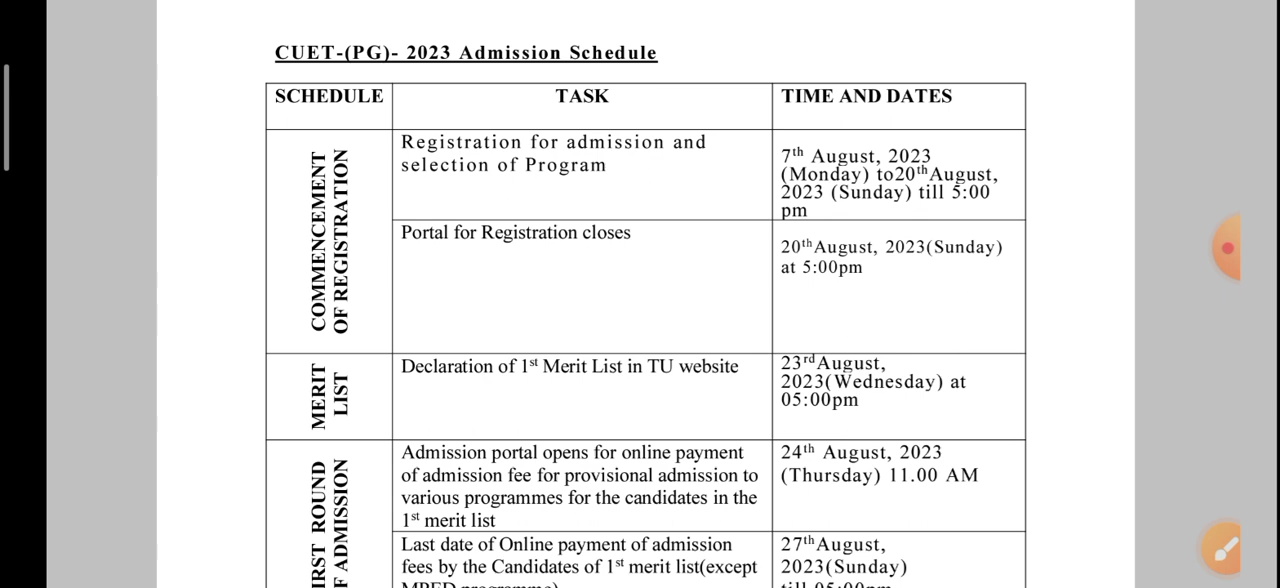 CUET-(PG)- 2023 Admission Schedule
SCHEDULE TASK TIME AND DATES
COMMENCEMENT
OF REGISTRATION
Registration for admission and
selection of Program
7th August, 2023
(Monday) to20thAugust,
2023 (Sunday) till 5:00
pm
Portal for Registration closes
20thAugust, 2023(Sunday)
at 5:00pm
MERIT
LIST
Declaration of 1st Merit List in TU website
23rdAugust,
2023(Wednesday) at
05:00pm
IRST ROUND
F ADMISSION
Admission portal opens for online payment
of admission fee for provisional admission to
various programmes for the candidates in the
1st merit list
24th August, 2023
(Thursday) 11.00 AM
Last date of Online payment of admission
fees by the Candidates of 1st merit list(except
27thAugust,
2023(Sunday)